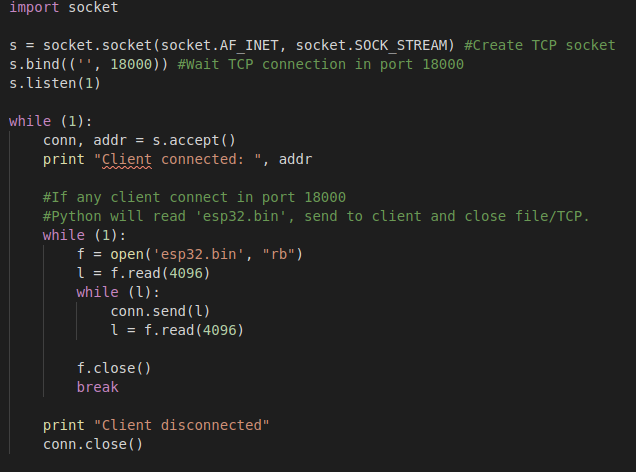 import socket
s = socket.socket(socket.AF_INET, socket.SOCK_STREAM) #Create TCP socket
s.bind(('', 18000)) #Wait TCP connection in port 18000
s.listen(1)
while (1):
conn, addr = s.accept()
print "Client connected: ", addr
#If any client connect in port 18000
#Python will read 'esp32.bin', send to client and close file/TCP.
while (1):
f = open('esp32.bin', "rb")
l = f.read(4096)
while (l):
conn.send(l)
l = f.read(4096)
f.close()
break
print "Client disconnected"
conn.close()